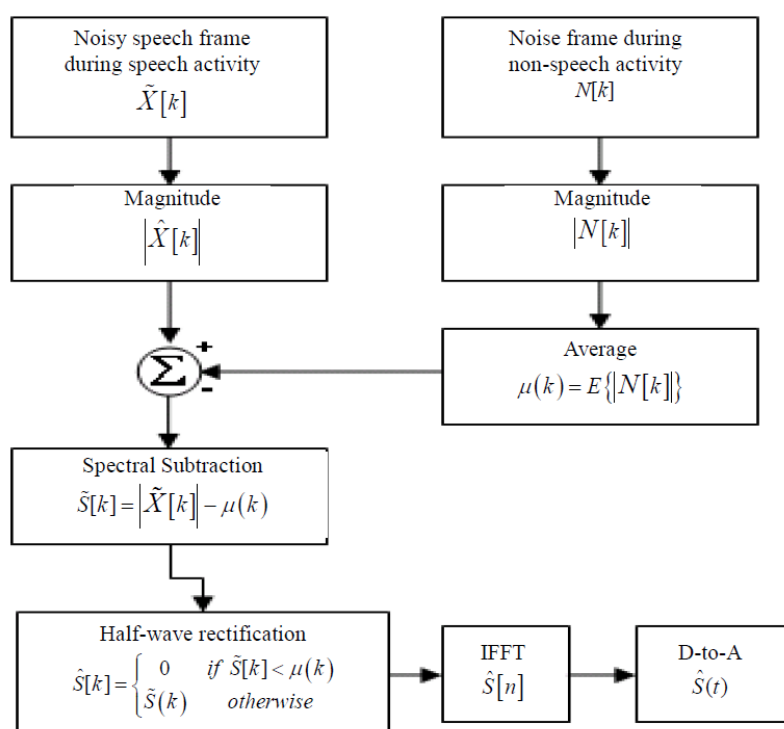 Noisy speech frame
during speech activity
X̃[k]
Noise frame during
non-speech activity
N[k]
Magnitude
|X̂[k]|
Magnitude
|N[k]|
+
Σ
-
Average
μ(k) = E{|N[k]|}
Spectral Subtraction
S̃[k] = |X̃[k]| − μ(k)
Half-wave rectification
Ŝ[k] = { 0 if S̃[k] < μ(k)
S̃(k) otherwise
IFFT
Ŝ[n]
D-to-A
Ŝ(t)